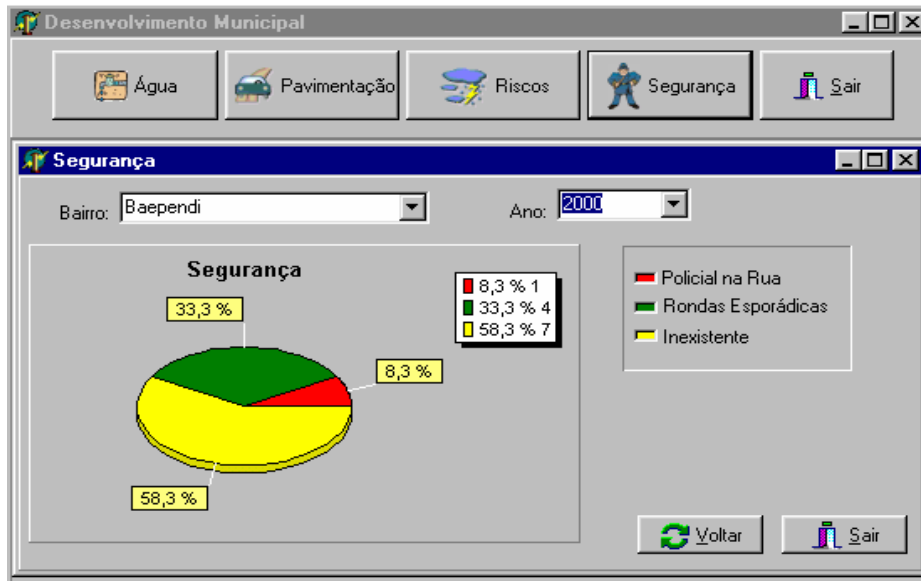 Desenvolvimento Municipal
Água Pavimentação Riscos Segurança Sair
Segurança
Bairro: Baependi Ano: 2000
Segurança
33,3 %
8,3 %
58,3 %
8,3 % 1
33,3 % 4
58,3 % 7
Policial na Rua
Rondas Esporádicas
Inexistente
Voltar Sair